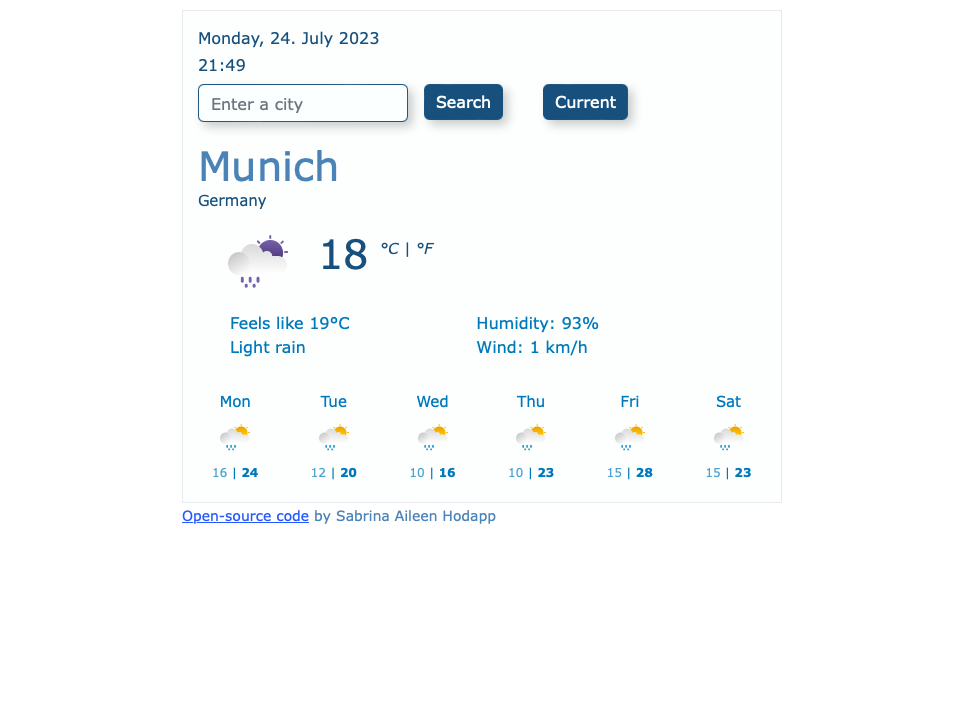 Monday, 24. July 2023
21:49
Enter a city
Search
Current
Munich
Germany
18 °C | °F
Feels like 19°C
Humidity: 93%
Light rain
Wind: 1 km/h
Mon Tue Wed Thu Fri Sat
16 | 24 12 | 20 10 | 16 10 | 23 15 | 28 15 | 23
Open-source code by Sabrina Aileen Hodapp